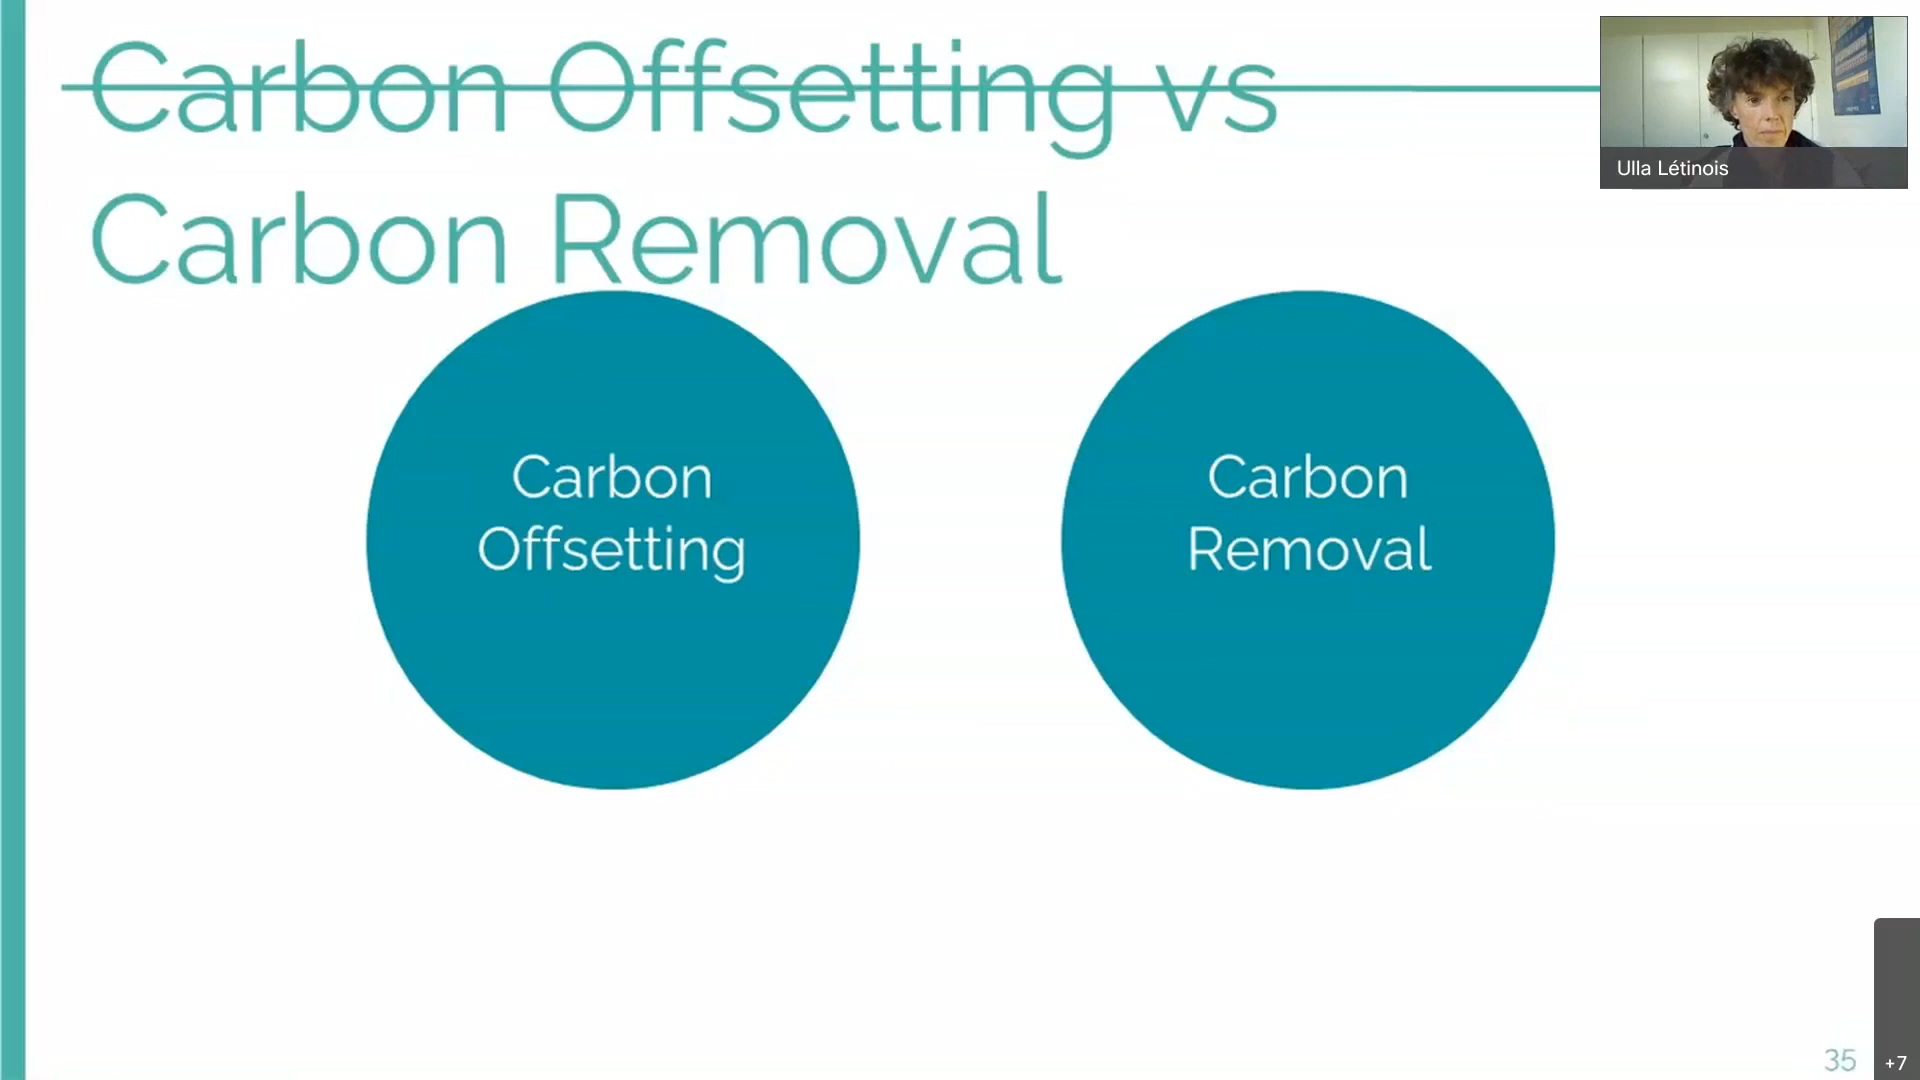 Carbon Offsetting vs
Carbon Removal
Ulla Létinois
Carbon
Offsetting
Carbon
Removal
35
+7